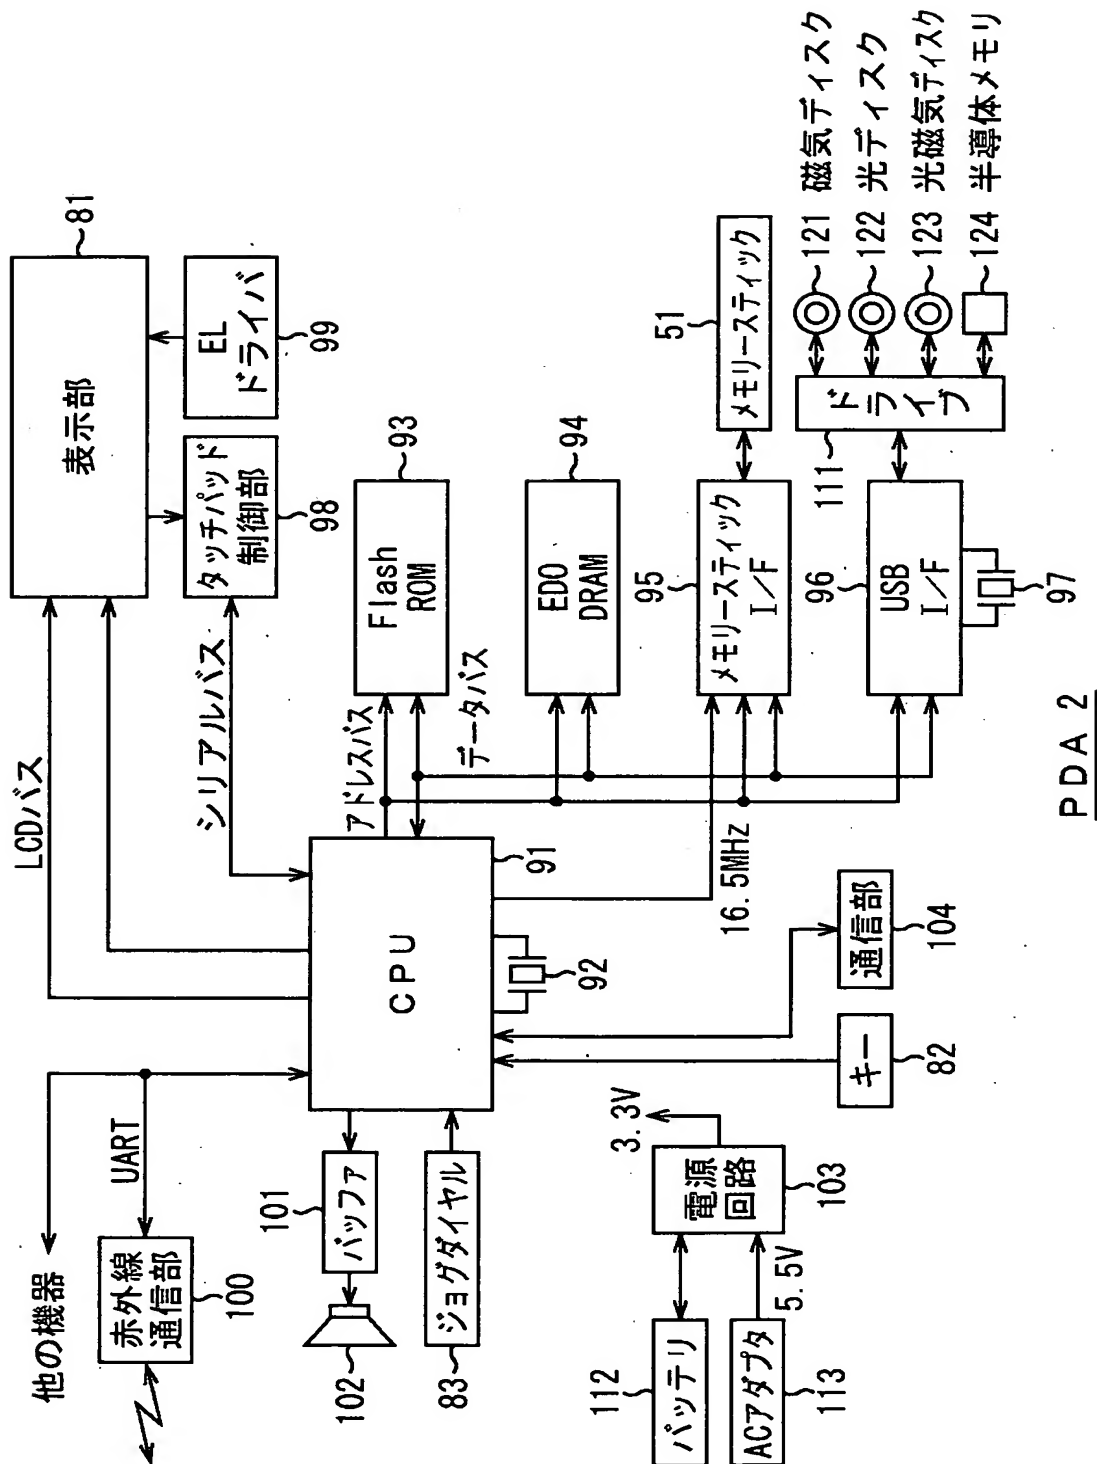 LCDバス
シリアルバス
表示部
81
タッチパッド
制御部
98
EL
ドライバ
99
他の機器
UART
赤外線
通信部
100
101
バッファ
102
ジョグダイヤル
83
CPU
91
92
アドレスバス
データバス
Flash
ROM
93
EDO
DRAM
94
95
メモリースティック
I/F
51
メモリースティック
16.5MHz
96
USB
I/F
97
111
ドライブ
121 磁気ディスク
122 光ディスク
123 光磁気ディスク
124 半導体メモリ
112
バッテリ
ACアダプタ
113
5.5V
電源
回路
103
3.3V
キー
82
通信部
104
PDA 2